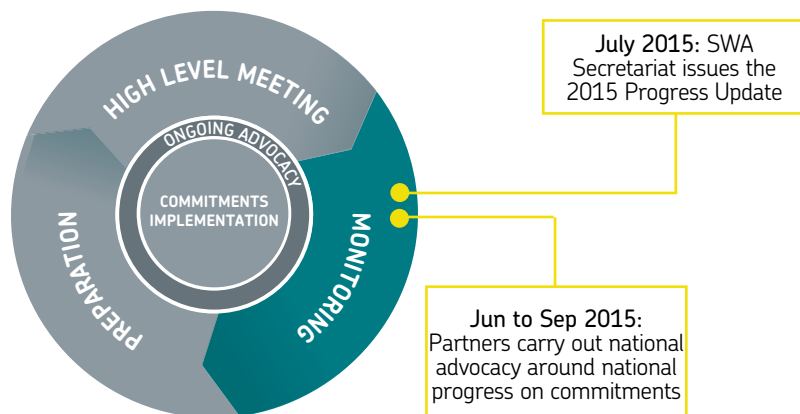 HIGH LEVEL MEETING
ONGOING ADVOCACY
COMMITMENTS
IMPLEMENTATION
PREPARATION
MONITORING
July 2015: SWA
Secretariat issues the
2015 Progress Update
Jun to Sep 2015:
Partners carry out national
advocacy around national
progress on commitments